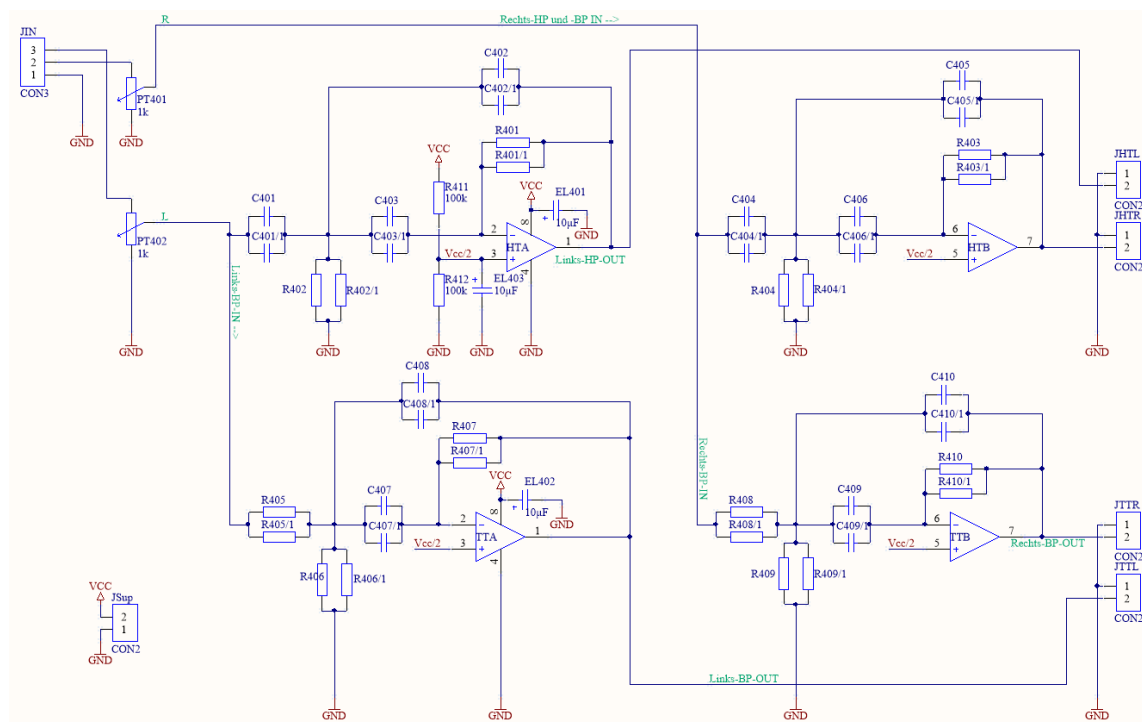 R
Rechts-HP und -BP IN -->
JIN
3
2
1
CON3
PT401
1k
GND
GND
L
PT402
1k
GND
Links-BP-IN -->
C401
C401/1
R402
R402/1
GND
C403
C403/1
C402
C402/1
VCC
R411
100k
R401
R401/1
VCC
EL401
10µF
GND
2
3
8
4
1
HTA
Links-HP-OUT
Vcc/2
R412
100k
EL403
10µF
GND
GND
GND
C404
C404/1
R404
R404/1
GND
C406
C406/1
C405
C405/1
R403
R403/1
Vcc/2
6
5
7
HTB
JHTL
1
2
CON2
JHTR
1
2
CON2
GND
R405
R405/1
R406
R406/1
GND
C407
C407/1
C408
C408/1
R407
R407/1
VCC
EL402
10µF
GND
2
3
8
4
1
TTA
Vcc/2
GND
Rechts-BP-IN
R408
R408/1
R409
R409/1
GND
C409
C409/1
C410
C410/1
R410
R410/1
Vcc/2
6
5
7
TTB
Rechts-BP-OUT
JTTR
1
2
CON2
JTTL
1
2
CON2
GND
Links-BP-OUT
VCC
JSup
2
1
CON2
GND